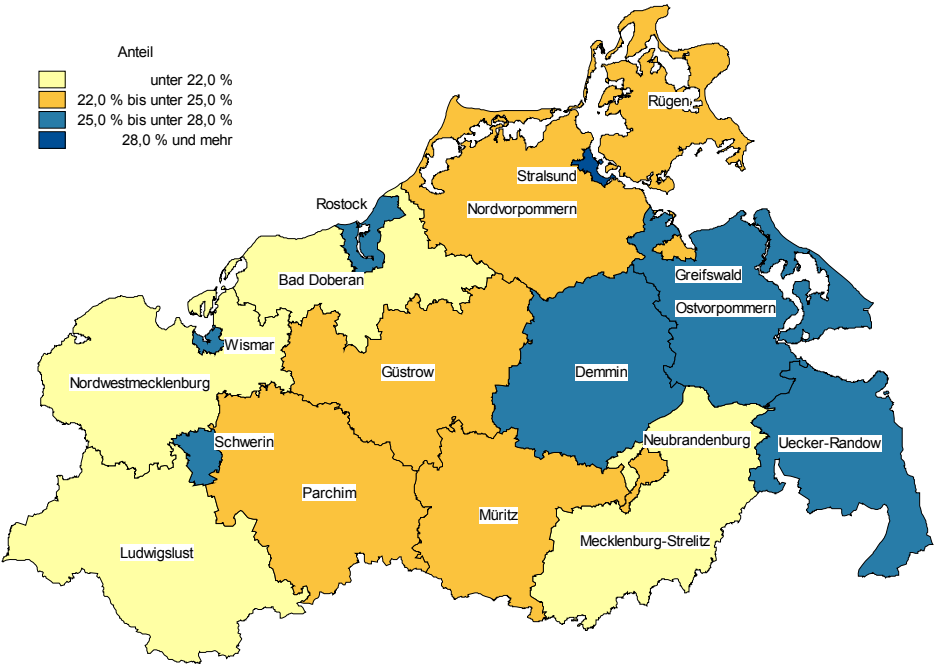 Anteil
unter 22,0 %
22,0 % bis unter 25,0 %
25,0 % bis unter 28,0 %
28,0 % und mehr
Rügen
Stralsund
Rostock
Nordvorpommern
Greifswald
Bad Doberan
Ostvorpommern
Wismar
Güstrow
Demmin
Nordwestmecklenburg
Schwerin
Neubrandenburg
Uecker-Randow
Parchim
Müritz
Mecklenburg-Strelitz
Ludwigslust